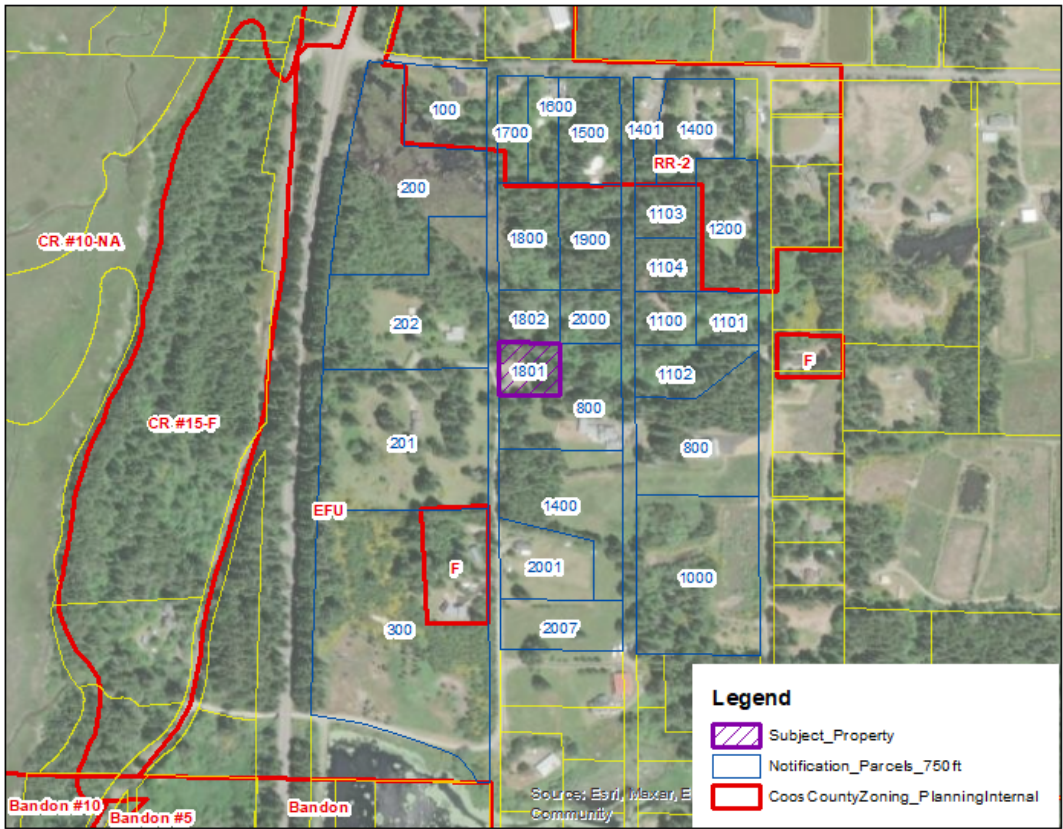 100
1600
1700
1500
1401
1400
RR-2
200
1103
1200
CR #10-NA
1800
1900
1104
202
1802
2000
1100
1101
F
1801
1102
CR #15-F
800
201
800
EFU
1400
F
2001
1000
300
2007
Legend
Subject_Property
Notification_Parcels_750ft
CoosCountyZoning_PlanningInternal
Source: Esri, Maxar, E
Community
Bandon #10
Bandon #5
Bandon